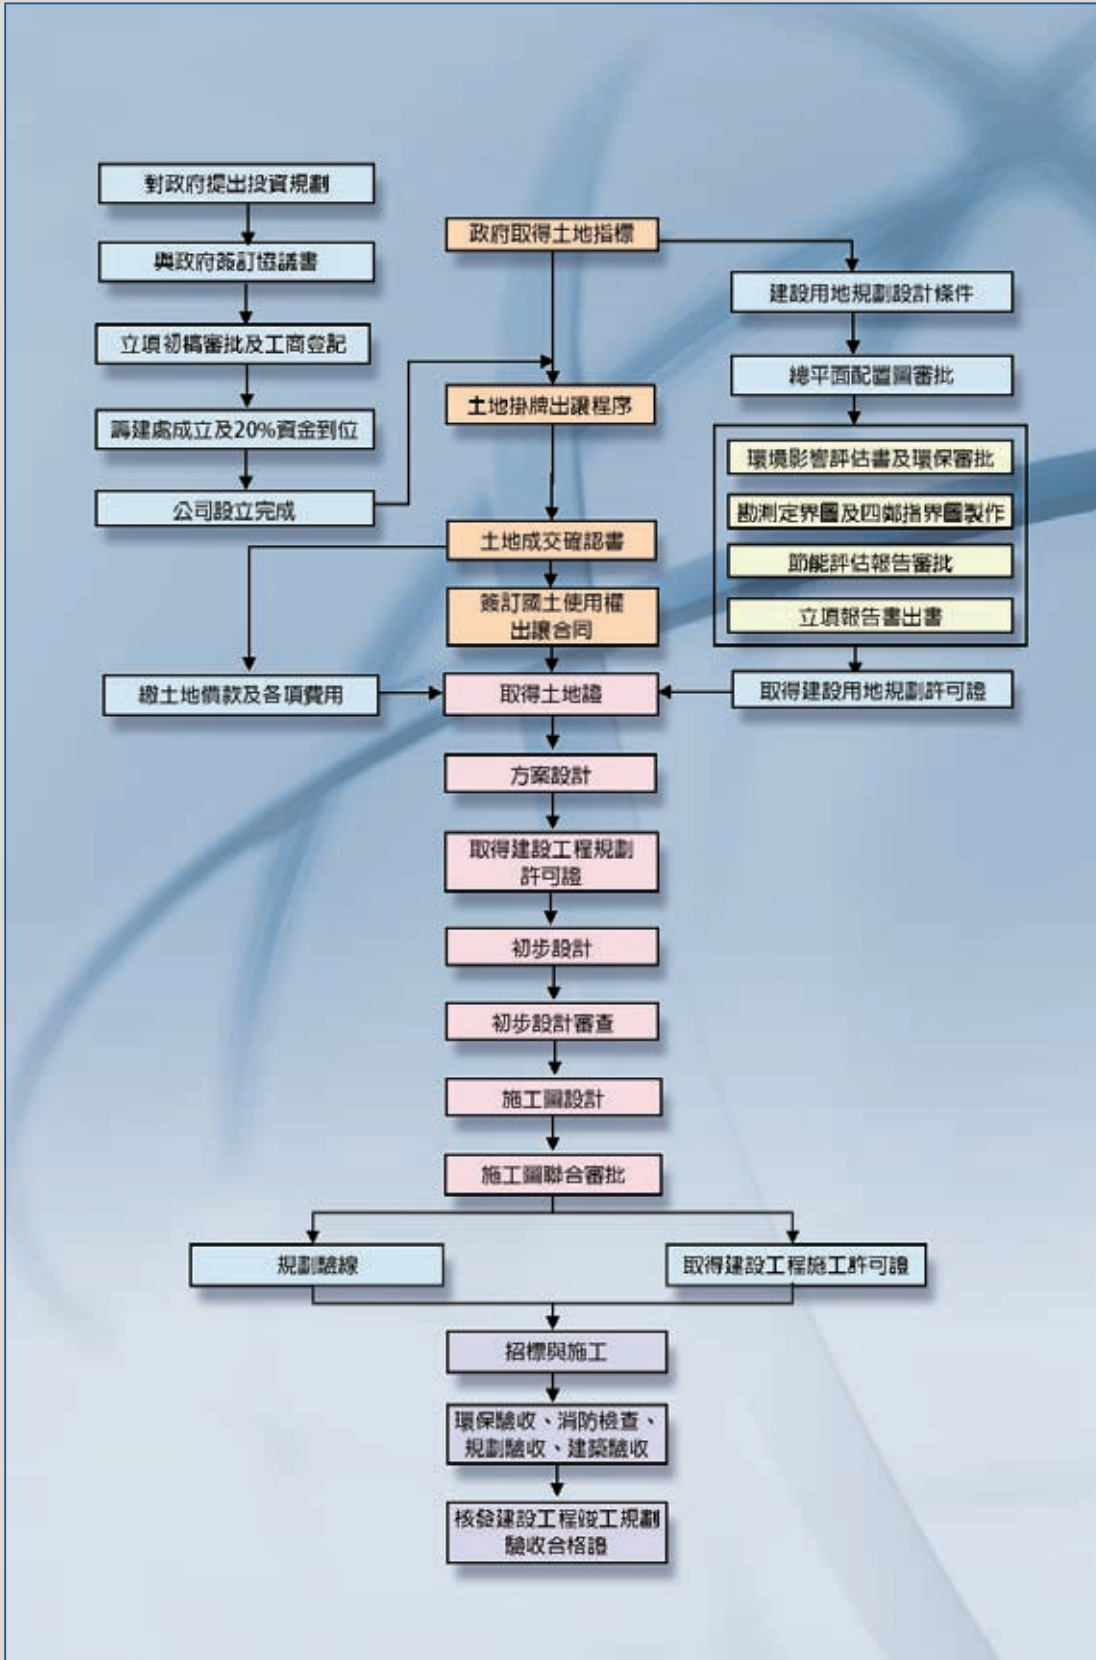 對政府提出投資規劃
與政府簽訂協議書
立項初稿審批及工商登記
籌建處成立及20%資金到位
公司設立完成
政府取得土地指標
土地掛牌出讓程序
土地成交確認書
簽訂國土使用權
出讓合同
建設用地規劃設計條件
總平面配置圖審批
環境影響評估書及環保審批
勘測定界圖及四鄰指界圖製作
節能評估報告審批
立項報告書出書
繳土地價款及各項費用
取得土地證
取得建設用地規劃許可證
方案設計
取得建設工程規劃
許可證
初步設計
初步設計審查
施工圖設計
施工圖聯合審批
規劃驗線
取得建設工程施工許可證
招標與施工
環保驗收、消防檢查、
規劃驗收、建築驗收
核發建設工程竣工規劃
驗收合格證